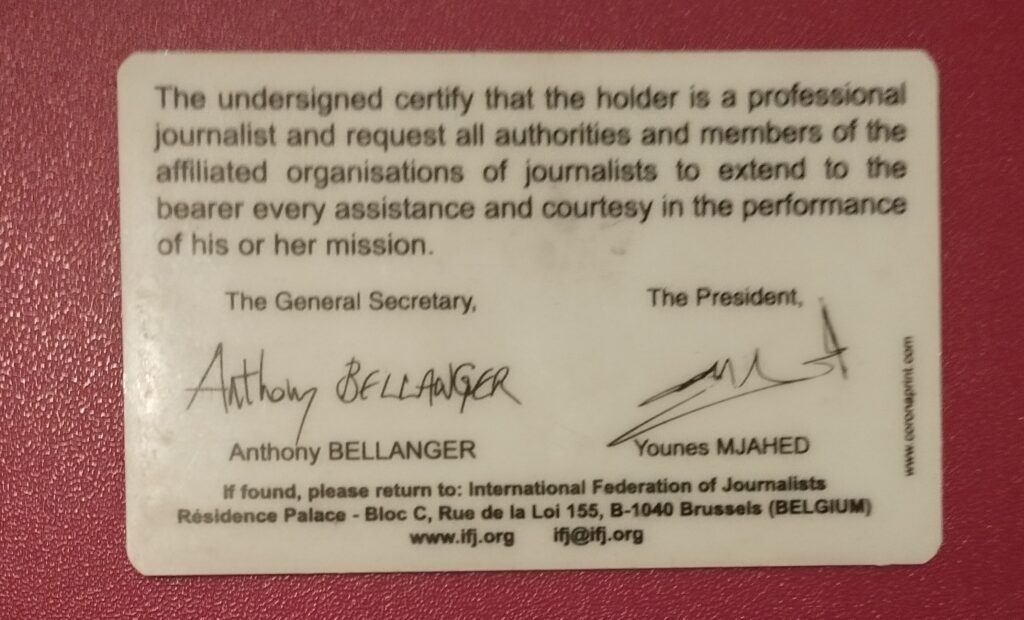 The undersigned certify that the holder is a professional
journalist and request all authorities and members of the
affiliated organisations of journalists to extend to the
bearer every assistance and courtesy in the performance
of his or her mission.
The General Secretary,
The President,
Anthony BELLANGER
Anthony BELLANGER
Younes MJAHED
If found, please return to: International Federation of Journalists
Résidence Palace - Bloc C, Rue de la Loi 155, B-1040 Brussels (BELGIUM)
www.ifj.org ifj@ifj.org
www.coronaprint.com